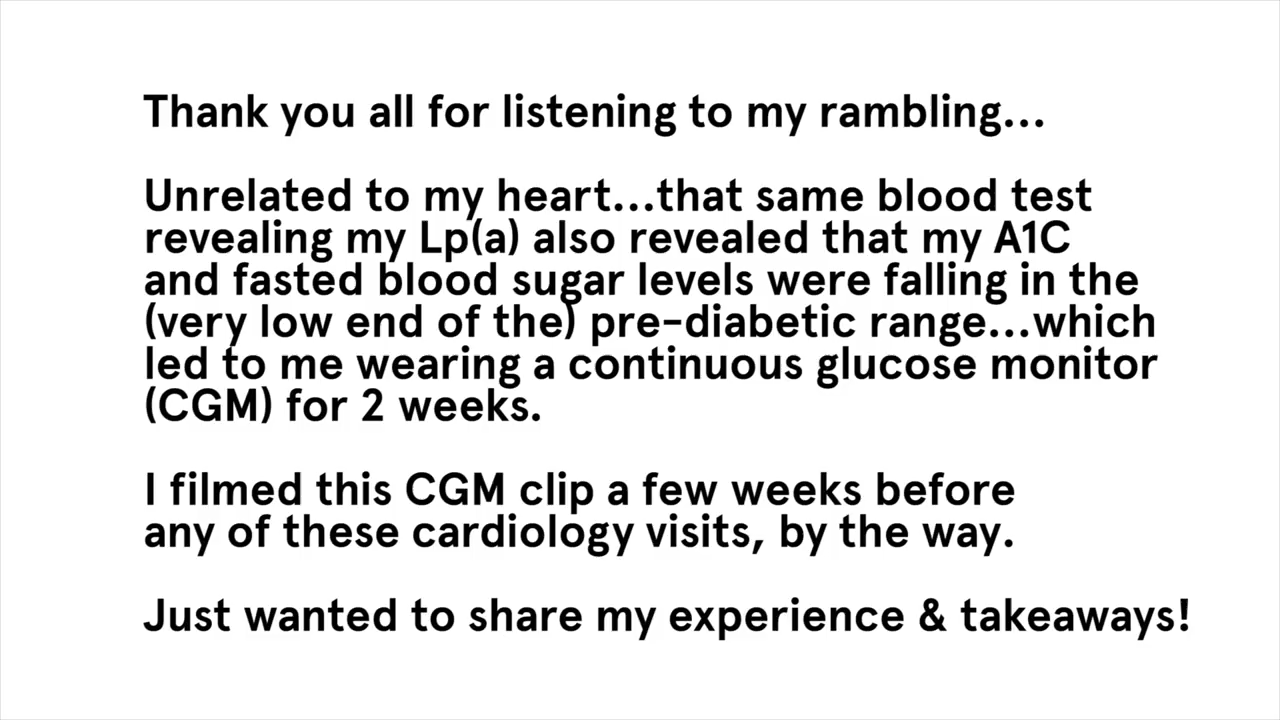 Thank you all for listening to my rambling...
Unrelated to my heart...that same blood test
revealing my Lp(a) also revealed that my A1C
and fasted blood sugar levels were falling in the
(very low end of the) pre-diabetic range...which
led to me wearing a continuous glucose monitor
(CGM) for 2 weeks.
I filmed this CGM clip a few weeks before
any of these cardiology visits, by the way.
Just wanted to share my experience & takeaways!